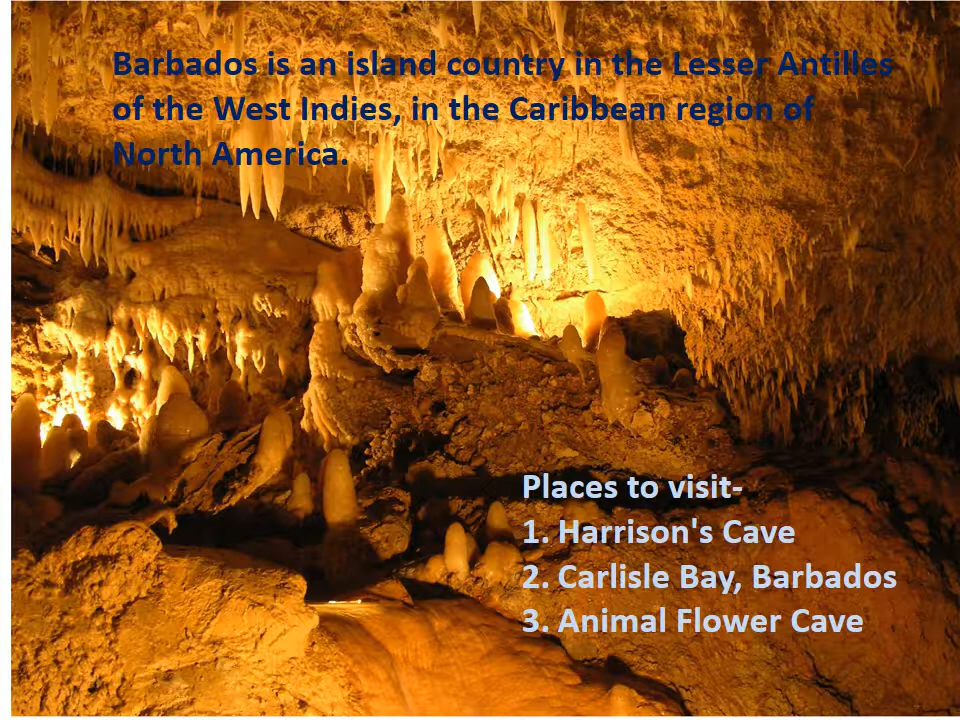 Barbados is an island country in the Lesser Antilles
of the West Indies, in the Caribbean region of
North America.
Places to visit-
1. Harrison's Cave
2. Carlisle Bay, Barbados
3. Animal Flower Cave